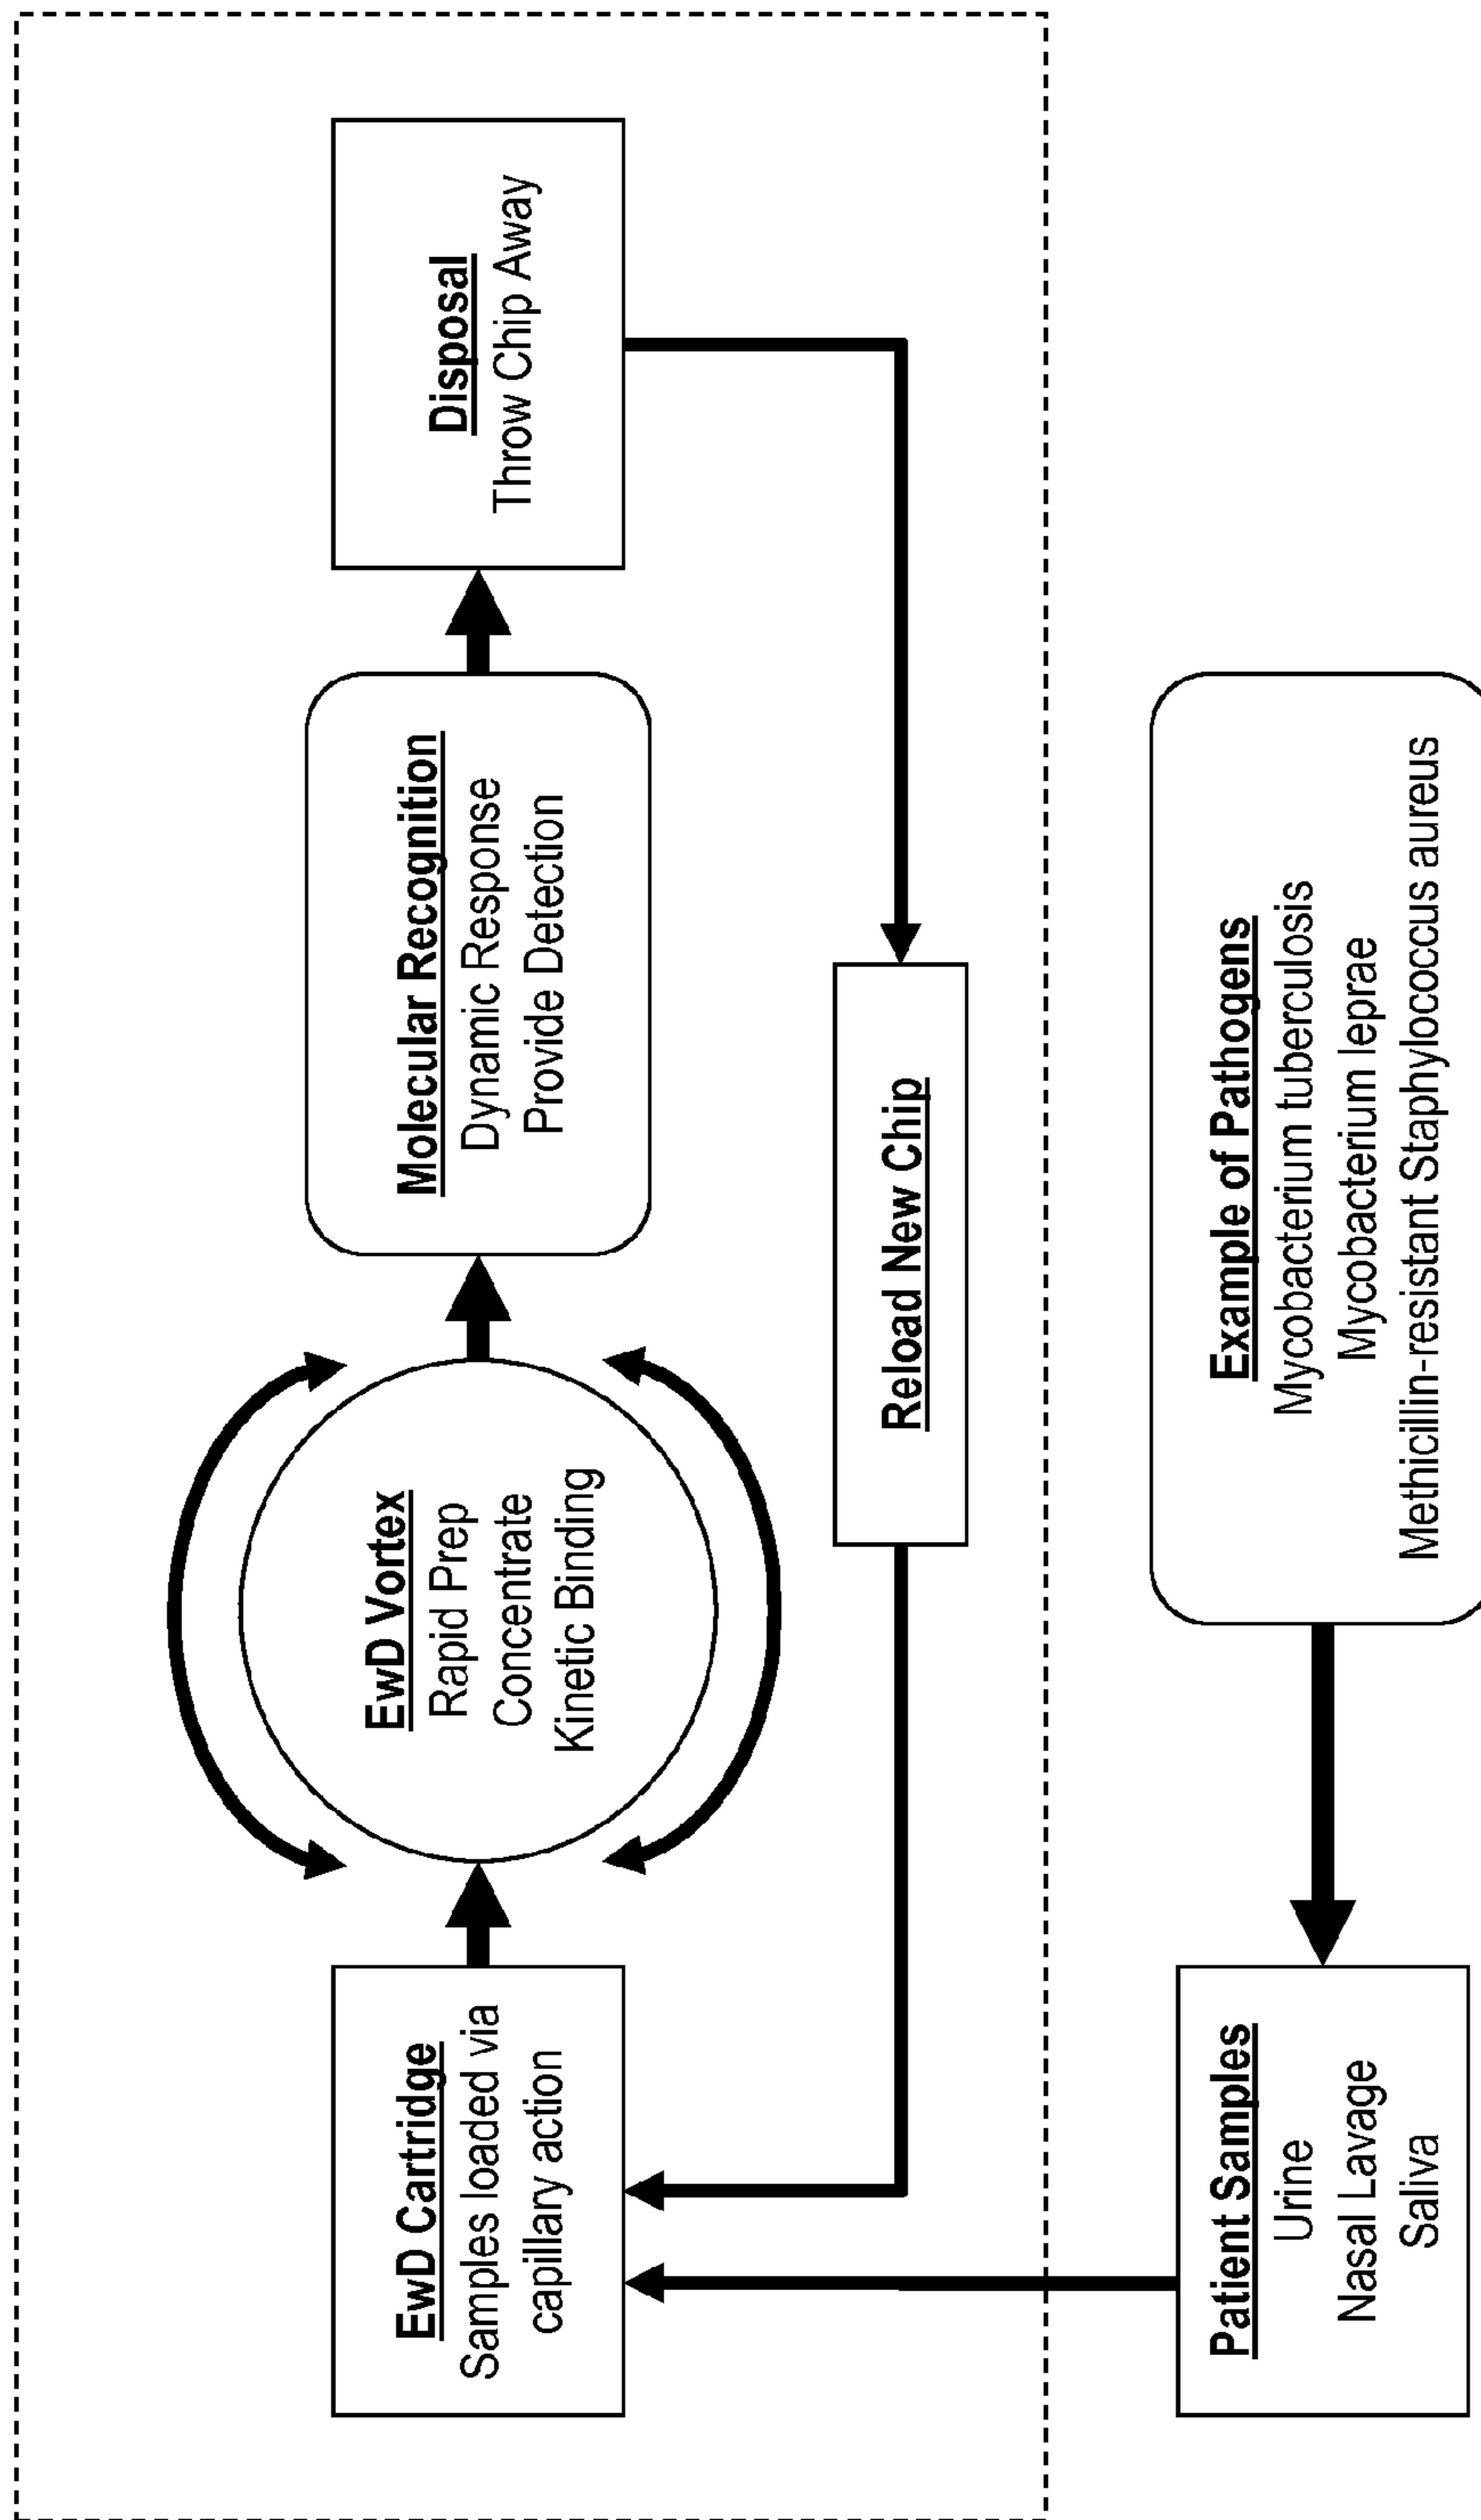 EwD Cartridge
Samples loaded via
capillary action
EwD Vortex
Rapid Prep
Concentrate
Kinetic Binding
Molecular Recognition
Dynamic Response
Provide Detection
Disposal
Throw Chip Away
Reload New Chip
Patient Samples
Urine
Nasal Lavage
Saliva
Example of Pathogens
Mycobacterium tuberculosis
Mycobacterium leprae
Methicillin-resistant Staphylococcus aureus